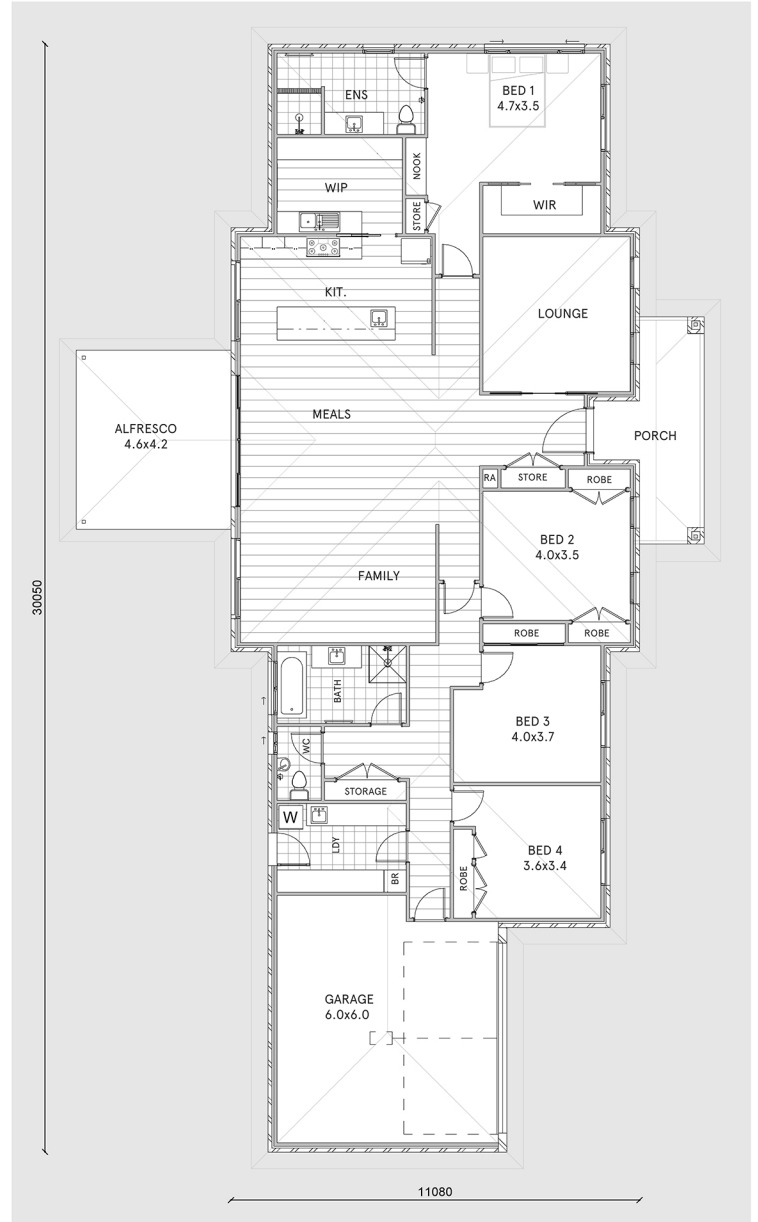 ENS
BED 1
4.7x3.5
NOOK
WIP
STORE
WIR
KIT.
LOUNGE
MEALS
ALFRESCO
4.6x4.2
PORCH
RA
STORE
ROBE
BED 2
4.0x3.5
FAMILY
30050
ROBE
ROBE
BATH
BED 3
4.0x3.7
WC
STORAGE
W
LDY
BED 4
3.6x3.4
BR
ROBE
GARAGE
6.0x6.0
11080